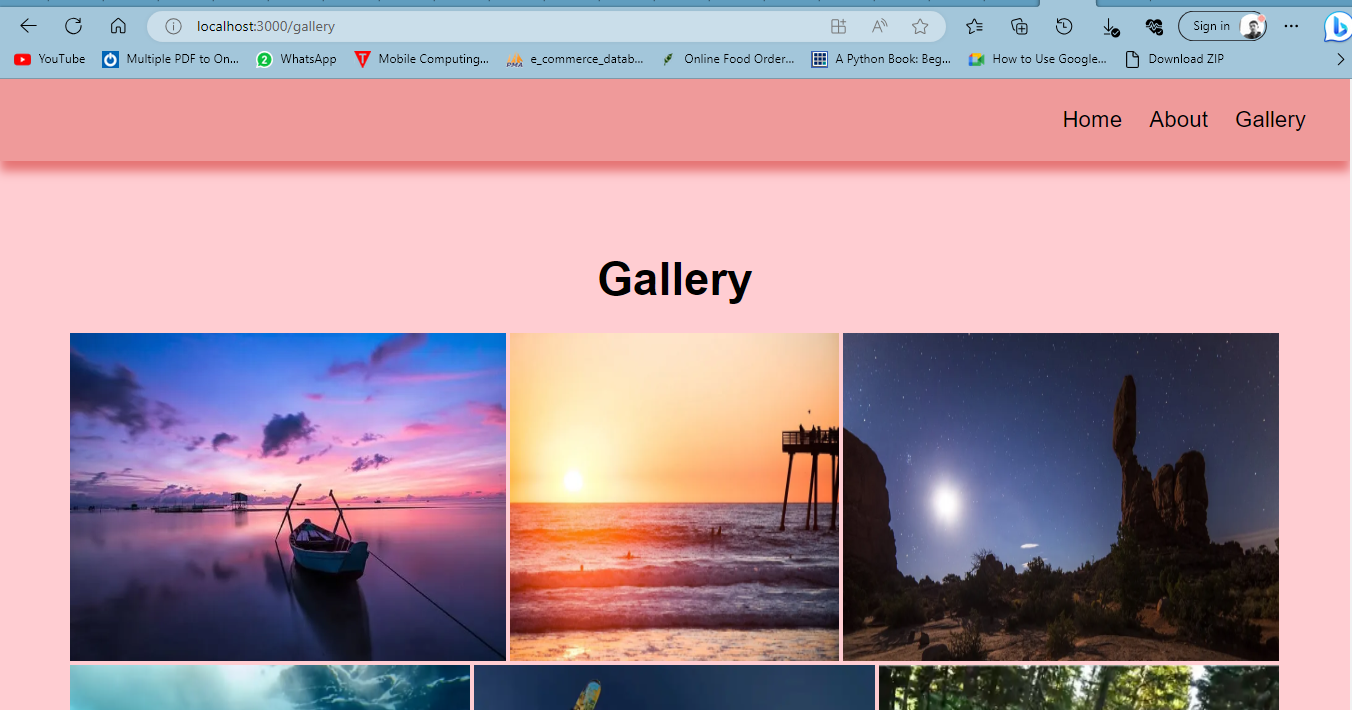 localhost:3000/gallery
Sign in
YouTube Multiple PDF to On... WhatsApp Mobile Computing... e_commerce_datab... Online Food Order... A Python Book: Beg... How to Use Google... Download ZIP
Home About Gallery
Gallery